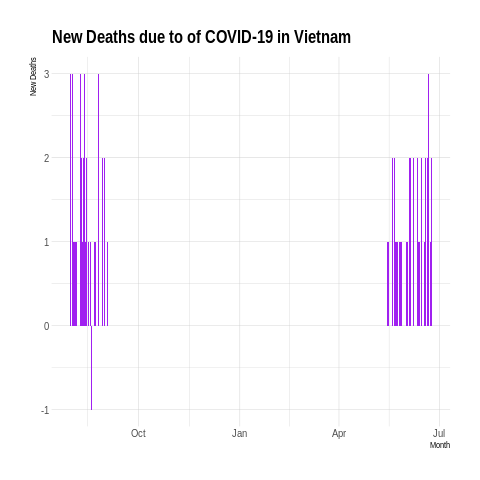 New Deaths due to of COVID-19 in Vietnam
New Deaths
3
2
1
0
-1
Oct
Jan
Apr
Jul
Month